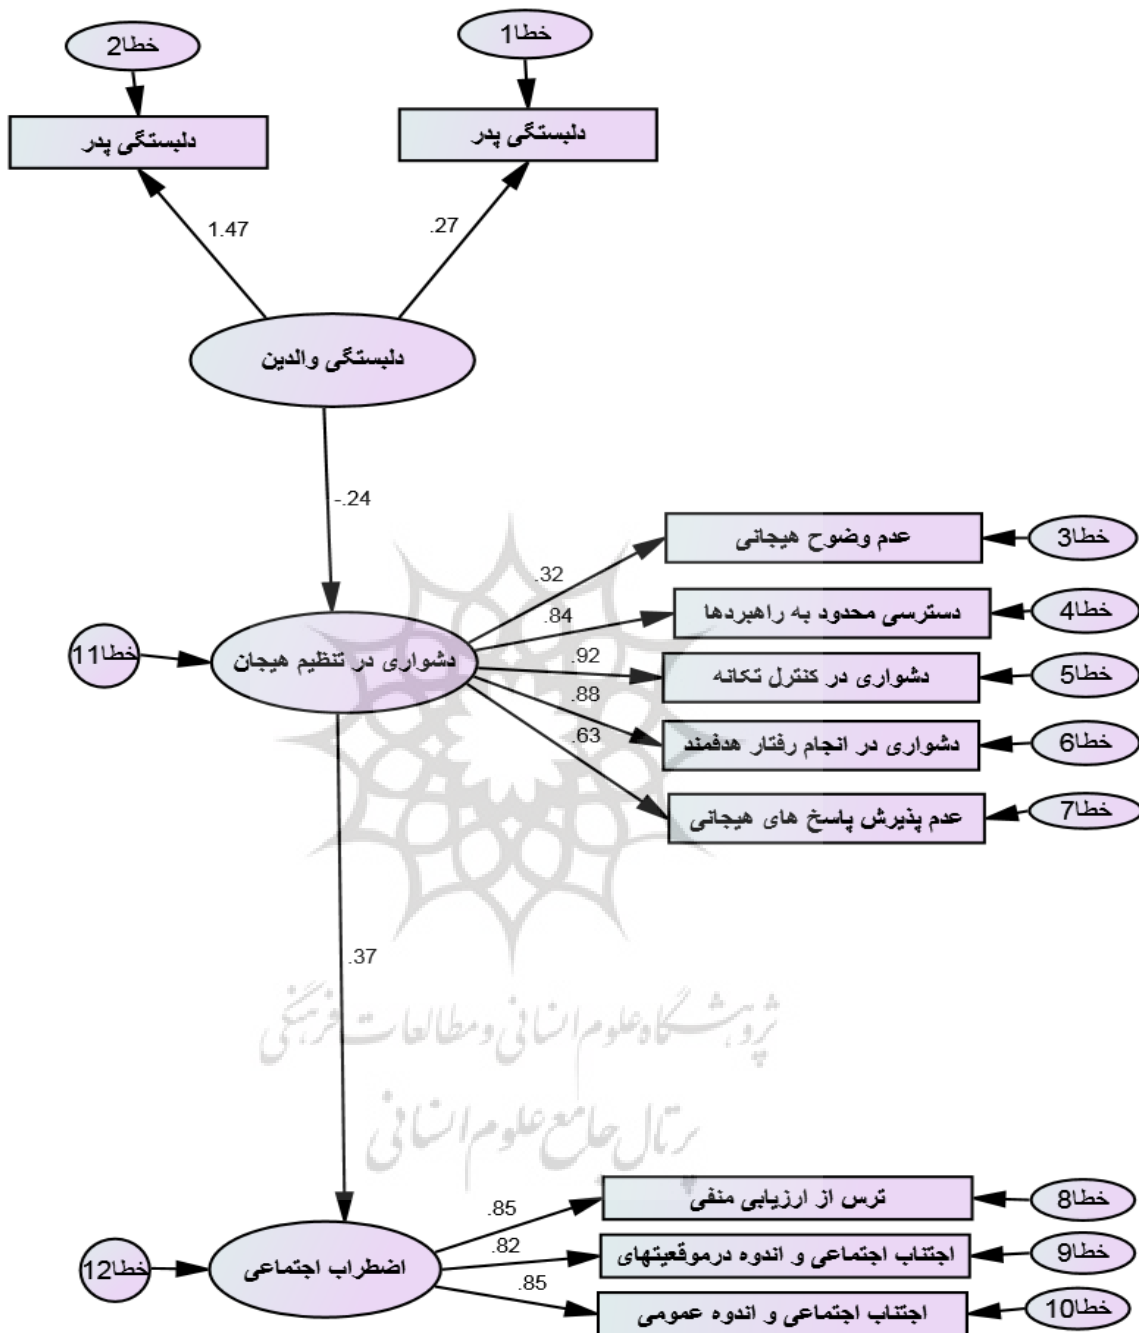 خطا2
خطا1
دلبستگی پدر
دلبستگی پدر
1.47
.27
دلبستگی والدین
-.24
عدم وضوح هیجانی
خطا3
.32
دسترسی محدود به راهبردها
خطا4
.84
خطا11
دشواری در تنظیم هیجان
.92
دشواری در کنترل تکانه
خطا5
.88
دشواری در انجام رفتار هدفمند
خطا6
.63
عدم پذیرش پاسخ های هیجانی
خطا7
.37
پژوهشگاه علوم انسانی و مطالعات فرهنگی
پرتال جامع علوم انسانی
ترس از ارزیابی منفی
خطا8
.85
خطا12
اضطراب اجتماعی
.82
اجتناب اجتماعی و اندوه درموقعیتهای
خطا9
.85
اجتناب اجتماعی و اندوه عمومی
خطا10